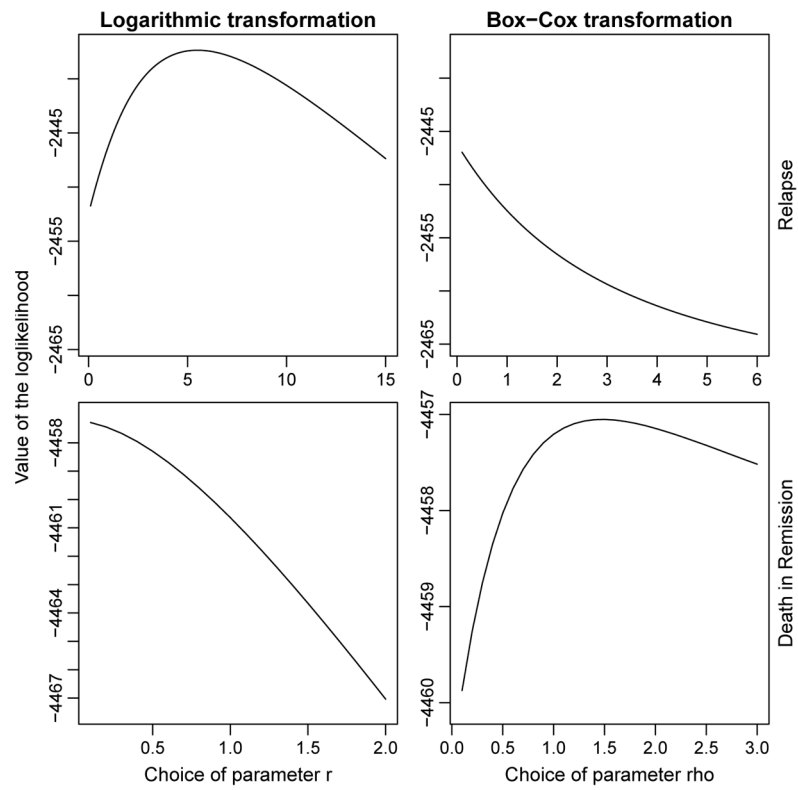 Logarithmic transformation
Box−Cox transformation
Value of the loglikelihood
−2445
−2455
−2465
0 5 10 15
−2445
−2455
−2465
0 1 2 3 4 5 6
Relapse
−4458
−4461
−4464
−4467
0.5 1.0 1.5 2.0
Choice of parameter r
−4457
−4458
−4459
−4460
0.0 0.5 1.0 1.5 2.0 2.5 3.0
Choice of parameter rho
Death in Remission